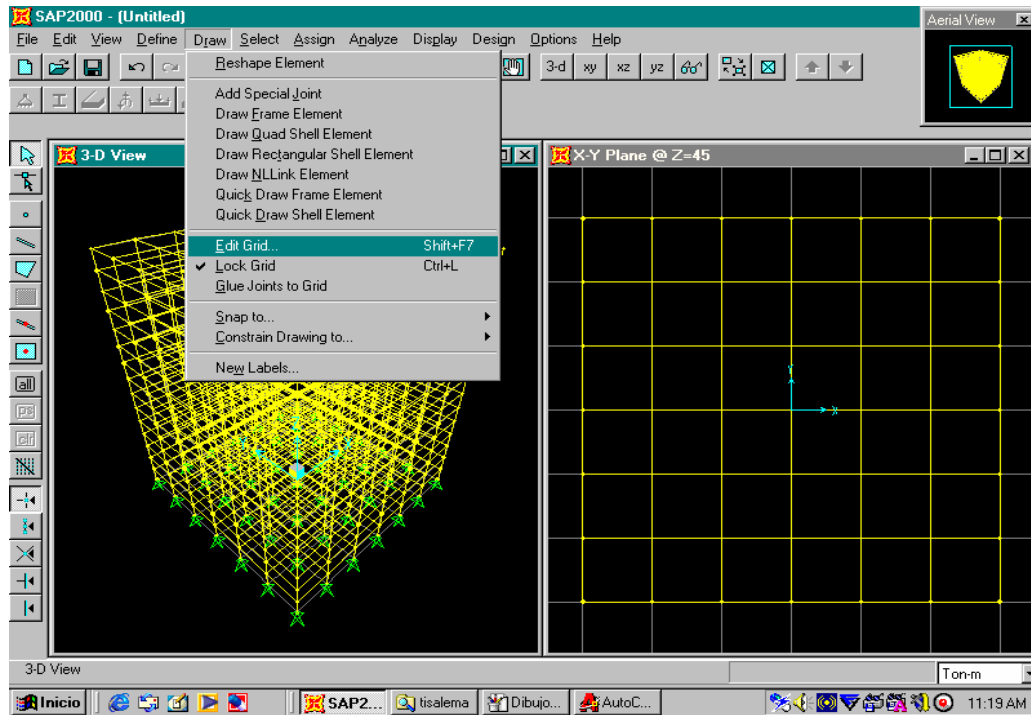 SAP2000 - (Untitled)
Aerial View
File Edit View Define Draw Select Assign Analyze Display Design Options Help
3-d xy xz yz
Reshape Element
Add Special Joint
Draw Frame Element
Draw Quad Shell Element
Draw Rectangular Shell Element
Draw NLLink Element
Quick Draw Frame Element
Quick Draw Shell Element
Edit Grid... Shift+F7
Lock Grid Ctrl+L
Glue Joints to Grid
Snap to...
Constrain Drawing to...
New Labels...
3-D View
X-Y Plane @ Z=45
Y
X
all
ps
clr
3-D View
Ton-m
Inicio
SAP2...
tisalema
Dibujo...
AutoC...
11:19 AM